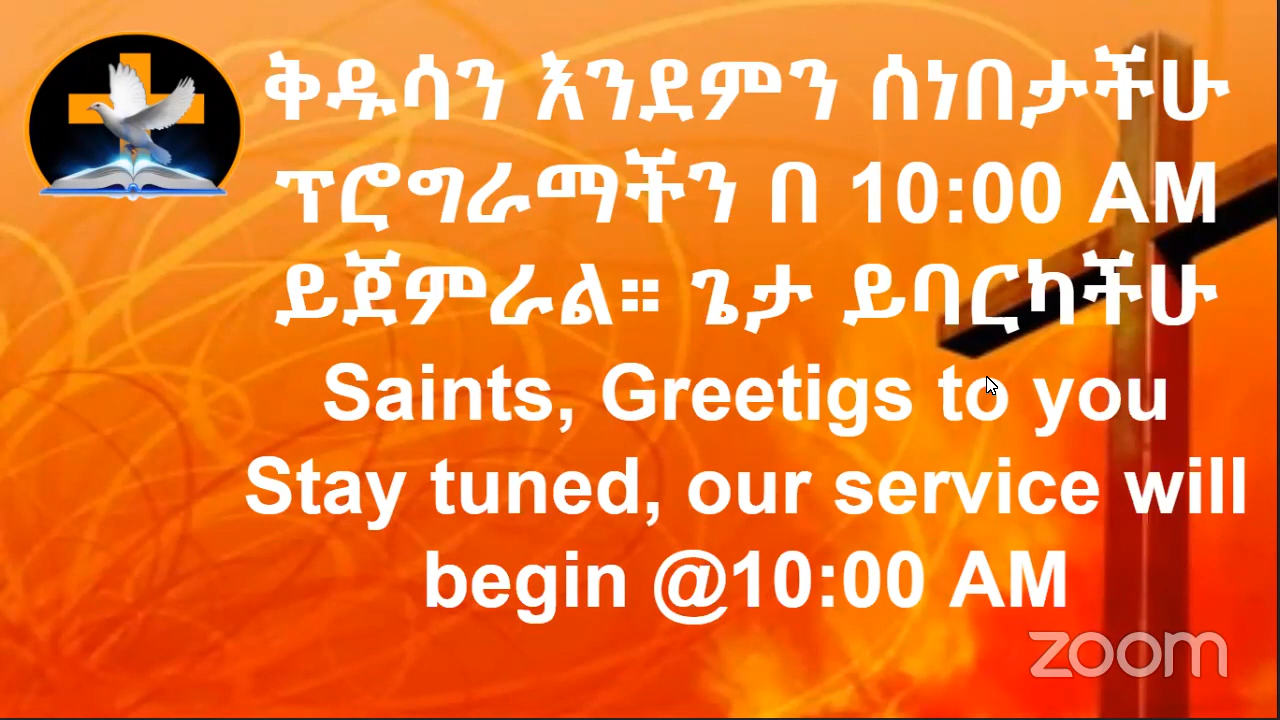 ቅዱሳን እንደምን ሰነበታችሁ
ፕሮግራማችን በ 10:00 AM
ይጀምራል። ጌታ ይባርካችሁ
Saints, Greetigs to you
Stay tuned, our service will
begin @10:00 AM
zoom